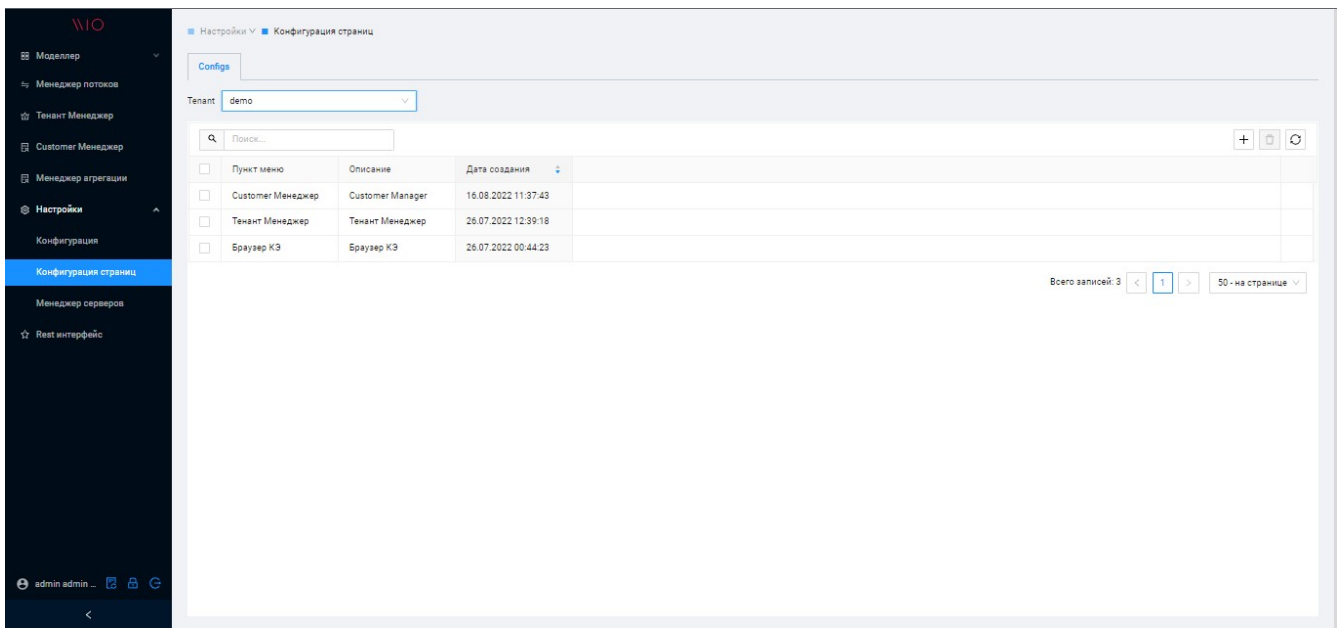 WIO
Моделлер
Менеджер потоков
Тенант Менеджер
Customer Менеджер
Менеджер агрегации
Настройки
Конфигурация
Конфигурация страниц
Менеджер серверов
Rest интерфейс
admin admin ...
Настройки Конфигурация страниц
Configs
Tenant demo
Поиск...
Пункт меню Описание Дата создания
Customer Менеджер Customer Manager 16.08.2022 11:37:43
Тенант Менеджер Тенант Менеджер 26.07.2022 12:39:18
Браузер КЭ Браузер КЭ 26.07.2022 00:44:23
Всего записей: 3 < 1 > 50 - на странице